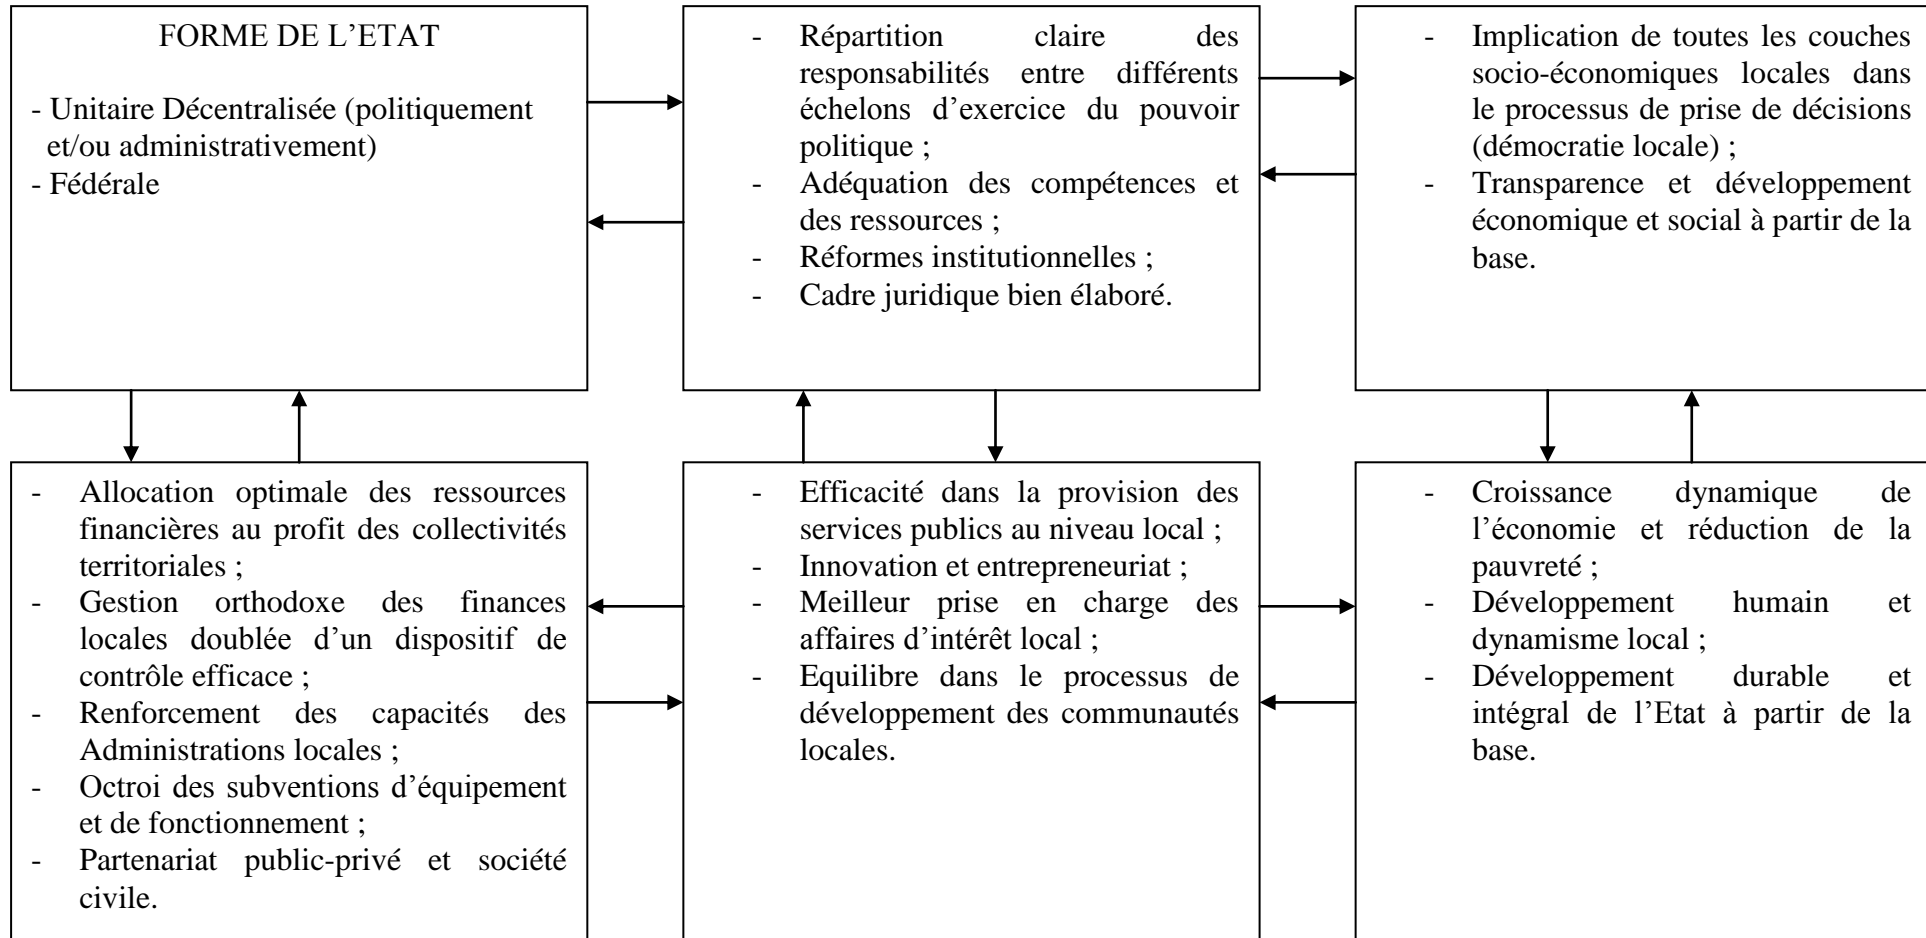 FORME DE L’ETAT
- Unitaire Décentralisée (politiquement
et/ou administrativement)
- Fédérale
- Répartition claire des
responsabilités entre différents
échelons d’exercice du pouvoir
politique ;
- Adéquation des compétences et
des ressources ;
- Réformes institutionnelles ;
- Cadre juridique bien élaboré.
- Implication de toutes les couches
socio-économiques locales dans
le processus de prise de décisions
(démocratie locale) ;
- Transparence et développement
économique et social à partir de la
base.
- Allocation optimale des ressources
financières au profit des collectivités
territoriales ;
- Gestion orthodoxe des finances
locales doublée d’un dispositif de
contrôle efficace ;
- Renforcement des capacités des
Administrations locales ;
- Octroi des subventions d’équipement
et de fonctionnement ;
- Partenariat public-privé et société
civile.
- Efficacité dans la provision des
services publics au niveau local ;
- Innovation et entrepreneuriat ;
- Meilleur prise en charge des
affaires d’intérêt local ;
- Equilibre dans le processus de
développement des communautés
locales.
- Croissance dynamique de
l’économie et réduction de la
pauvreté ;
- Développement humain et
dynamisme local ;
- Développement durable et
intégral de l’Etat à partir de la
base.